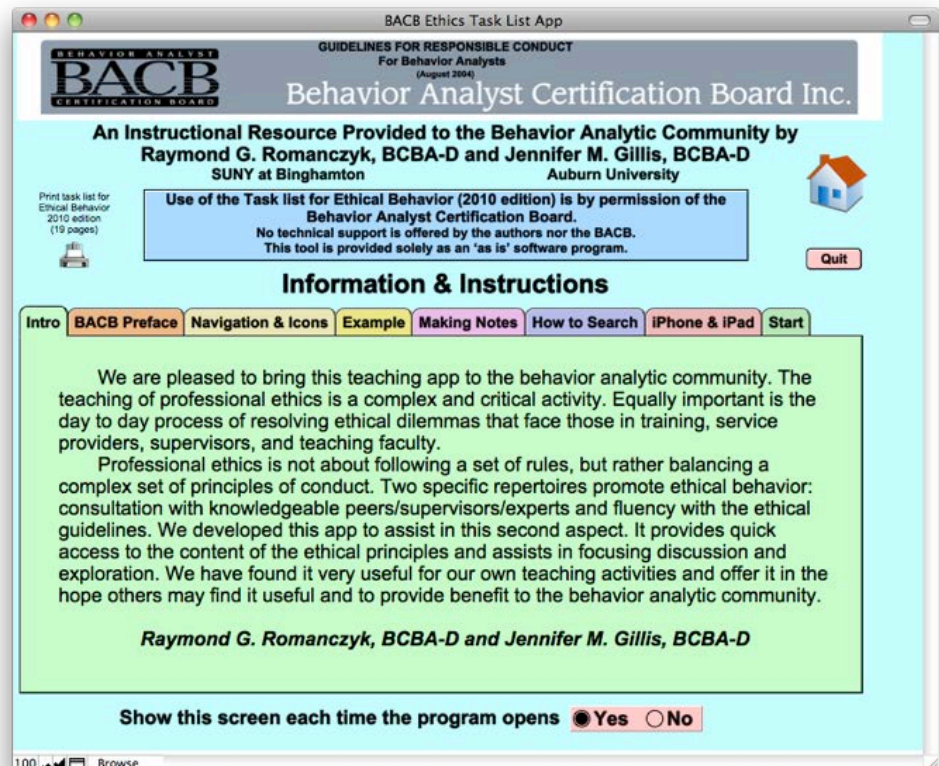 BACB Ethics Task List App
BEHAVIOR ANALYST
BACB
CERTIFICATION BOARD
GUIDELINES FOR RESPONSIBLE CONDUCT
For Behavior Analysts
(August 2004)
Behavior Analyst Certification Board Inc.
An Instructional Resource Provided to the Behavior Analytic Community by
Raymond G. Romanczyk, BCBA-D and Jennifer M. Gillis, BCBA-D
SUNY at Binghamton Auburn University
Print task list for
Ethical Behavior
2010 edition
(19 pages)
Use of the Task list for Ethical Behavior (2010 edition) is by permission of the
Behavior Analyst Certification Board.
No technical support is offered by the authors nor the BACB.
This tool is provided solely as an 'as is' software program.
Quit
Information & Instructions
Intro BACB Preface Navigation & Icons Example Making Notes How to Search iPhone & iPad Start
We are pleased to bring this teaching app to the behavior analytic community. The
teaching of professional ethics is a complex and critical activity. Equally important is the
day to day process of resolving ethical dilemmas that face those in training, service
providers, supervisors, and teaching faculty.
Professional ethics is not about following a set of rules, but rather balancing a
complex set of principles of conduct. Two specific repertoires promote ethical behavior:
consultation with knowledgeable peers/supervisors/experts and fluency with the ethical
guidelines. We developed this app to assist in this second aspect. It provides quick
access to the content of the ethical principles and assists in focusing discussion and
exploration. We have found it very useful for our own teaching activities and offer it in the
hope others may find it useful and to provide benefit to the behavior analytic community.
Raymond G. Romanczyk, BCBA-D and Jennifer M. Gillis, BCBA-D
Show this screen each time the program opens Yes No
100 Browse